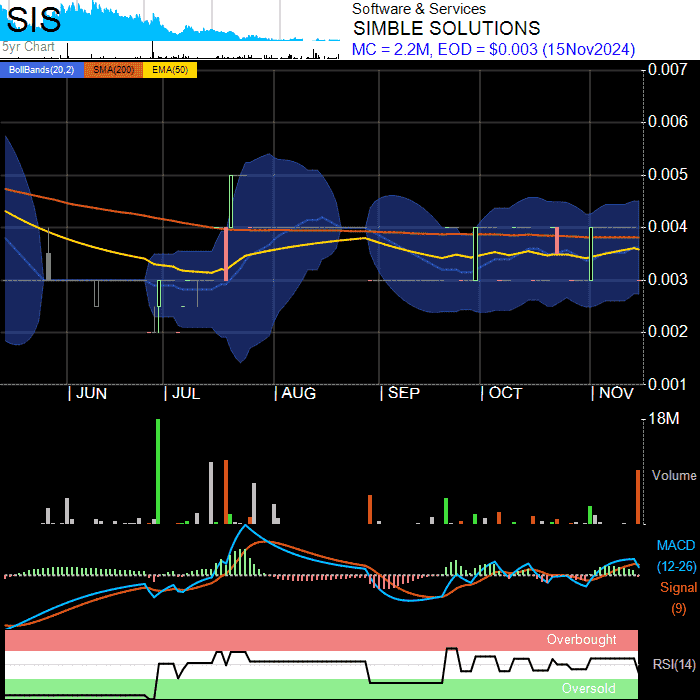 SIS
5yr Chart
Software & Services
SIMBLE SOLUTIONS
MC = 2.2M, EOD = $0.003 (15Nov2024)
BollBands(20,2) SMA(200) EMA(50)
0.007
0.006
0.005
0.004
0.003
0.002
0.001
JUN JUL AUG SEP OCT NOV
18M
Volume
MACD
(12-26)
Signal
(9)
Overbought
RSI(14)
Oversold